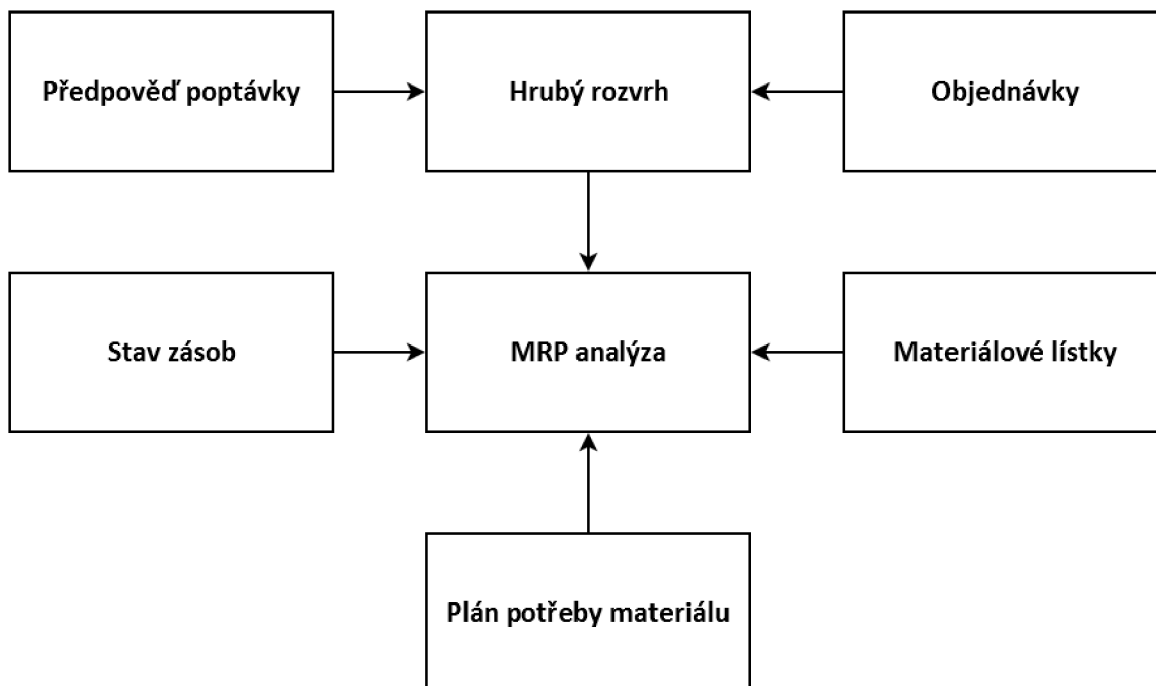 Předpověď poptávky
Hrubý rozvrh
Objednávky
Stav zásob
MRP analýza
Materiálové lístky
Plán potřeby materiálu